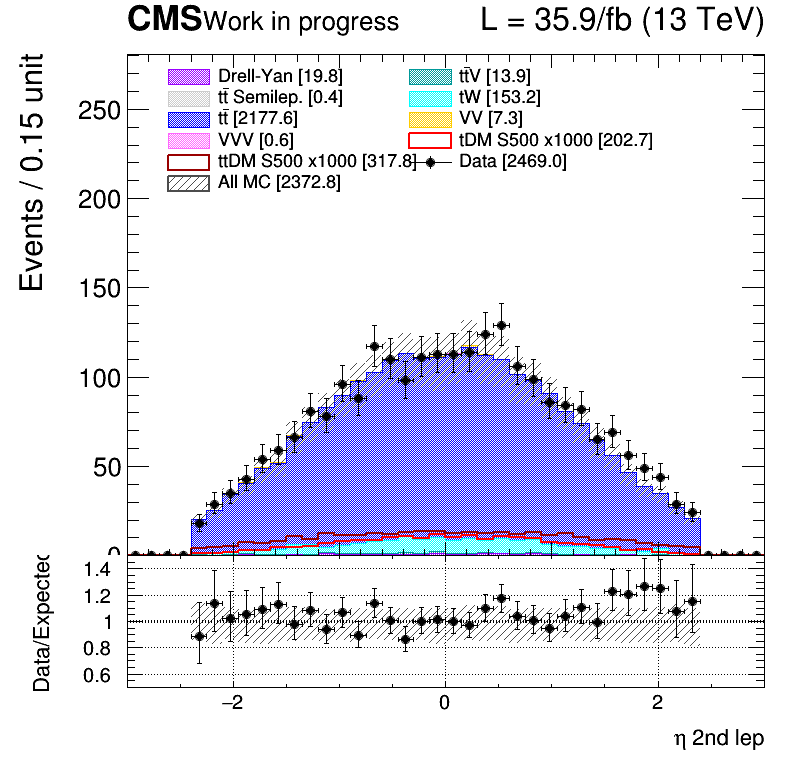 CMS Work in progress L = 35.9/fb (13 TeV)
Drell-Yan [19.8] tt̄V [13.9]
tt̄ Semilep. [0.4] tW [153.2]
tt̄ [2177.6] VV [7.3]
VVV [0.6] tDM S500 x1000 [202.7]
ttDM S500 x1000 [317.8] Data [2469.0]
All MC [2372.8]
Events / 0.15 unit
250
200
150
100
50
0
Data/Expected
1.4
1.2
1
0.8
0.6
−2 0 2
η 2nd lep